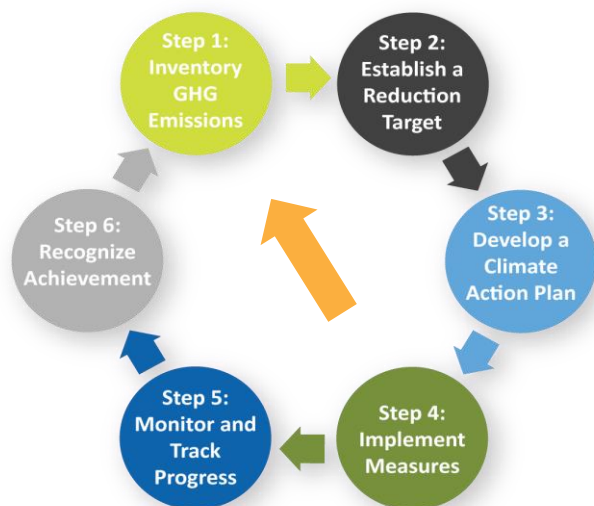 Step 1:
Inventory
GHG
Emissions
Step 2:
Establish a
Reduction
Target
Step 3:
Develop a
Climate
Action Plan
Step 4:
Implement
Measures
Step 5:
Monitor and
Track
Progress
Step 6:
Recognize
Achievement